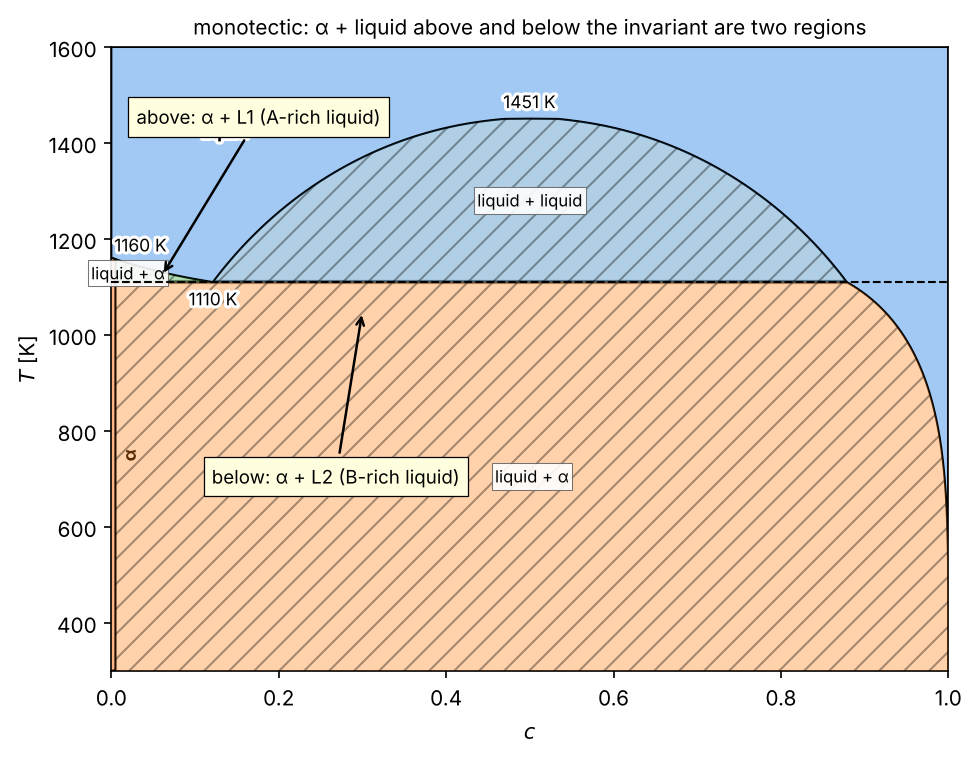 monotectic: α + liquid above and below the invariant are two regions
1600
1400
1200
1000
800
600
400
T [K]
1451 K
above: α + L1 (A-rich liquid)
liquid + liquid
1160 K
liquid + α
1110 K
α
below: α + L2 (B-rich liquid)
liquid + α
0.0
0.2
0.4
0.6
0.8
1.0
c